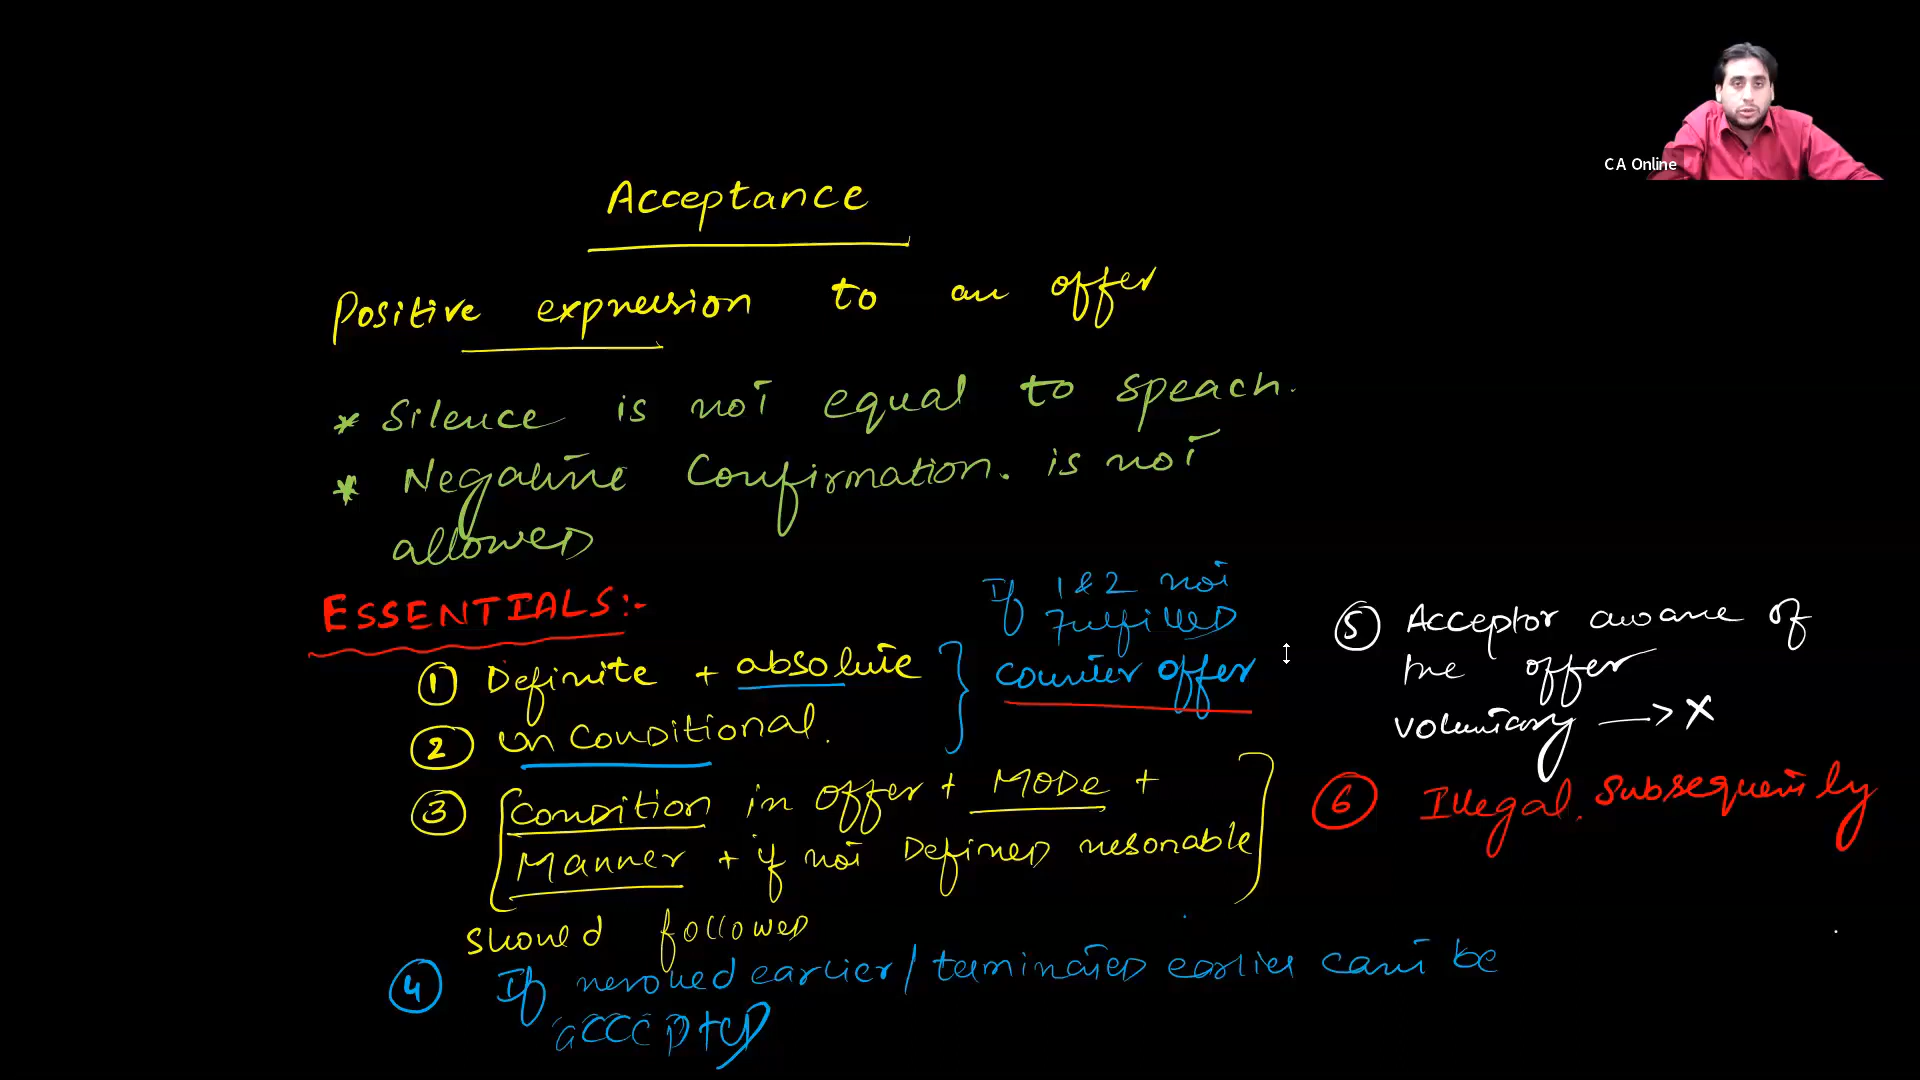 CA Online
Acceptance
Positive expression to an offer
* Silence is not equal to speach.
* Negative Confirmation. is not
allowed
ESSENTIALS:-
If 1 & 2 not
Fulfilled
counter offer
① Definite + absolute
② un conditional.
③ Condition in offer + MODE +
Manner + if not Defined resonable
should followed
④ If revoked earlier / terminated earlier can't be
accepted
⑤ Acceptor aware of
the offer
voluntary → X
⑥ Illegal. Subsequently